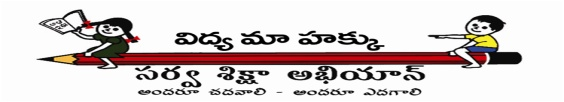 విద్య మా హక్కు
సర్వ శిక్షా అభియాన్
అందరూ చదవాలి - అందరూ ఎదగాలి